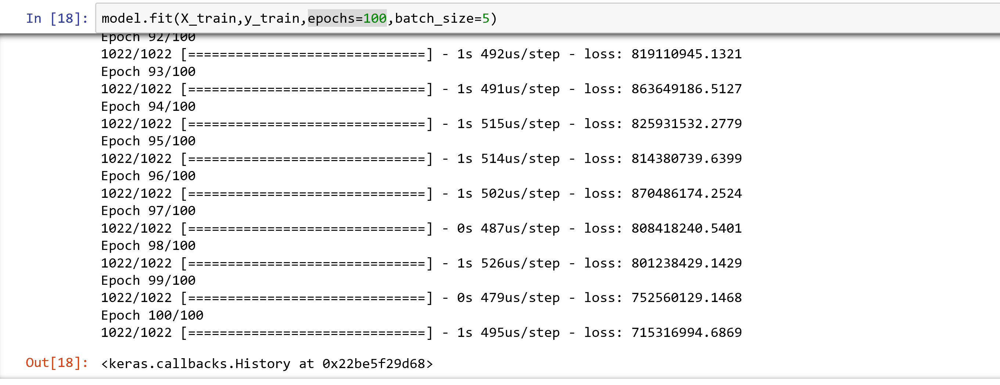 In [18]: model.fit(X_train,y_train,epochs=100,batch_size=5)
Epoch 92/100
1022/1022 [==============================] - 1s 492us/step - loss: 819110945.1321
Epoch 93/100
1022/1022 [==============================] - 1s 491us/step - loss: 863649186.5127
Epoch 94/100
1022/1022 [==============================] - 1s 515us/step - loss: 825931532.2779
Epoch 95/100
1022/1022 [==============================] - 1s 514us/step - loss: 814380739.6399
Epoch 96/100
1022/1022 [==============================] - 1s 502us/step - loss: 870486174.2524
Epoch 97/100
1022/1022 [==============================] - 0s 487us/step - loss: 808418240.5401
Epoch 98/100
1022/1022 [==============================] - 1s 526us/step - loss: 801238429.1429
Epoch 99/100
1022/1022 [==============================] - 0s 479us/step - loss: 752560129.1468
Epoch 100/100
1022/1022 [==============================] - 1s 495us/step - loss: 715316994.6869
Out[18]: <keras.callbacks.History at 0x22be5f29d68>